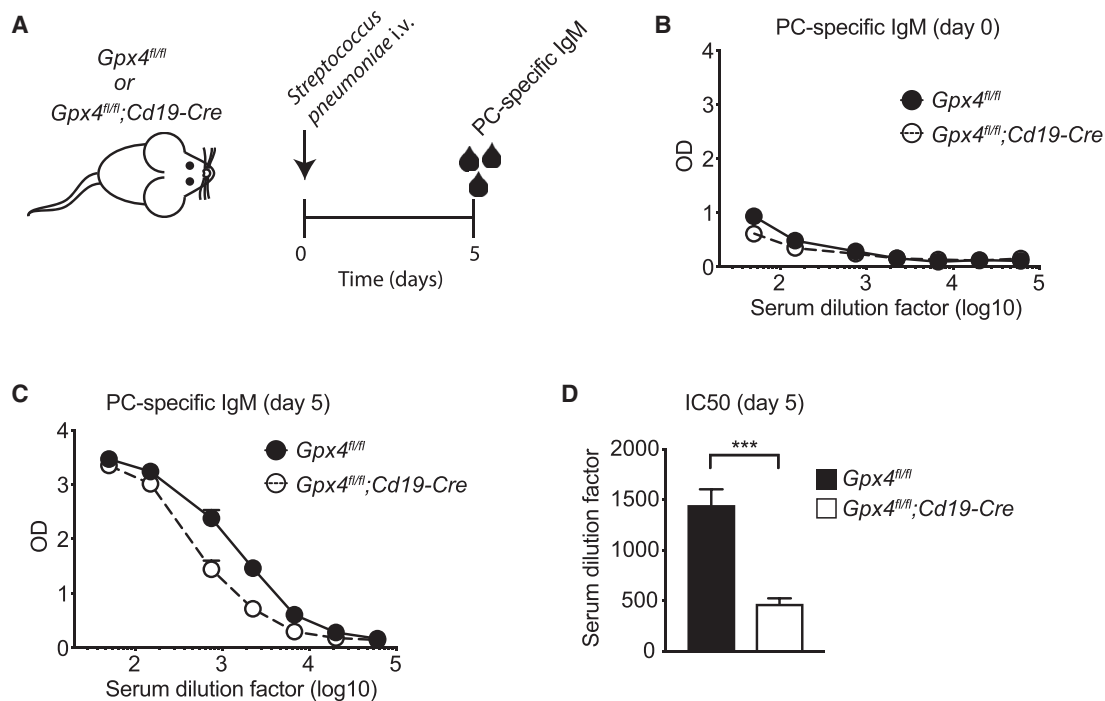 A
Gpx4fl/fl
or
Gpx4fl/fl;Cd19-Cre
Streptococcus
pneumoniae i.v.
PC-specific IgM
0
5
Time (days)
B
PC-specific IgM (day 0)
4
3
2
1
0
OD
Gpx4fl/fl
Gpx4fl/fl;Cd19-Cre
2
3
4
5
Serum dilution factor (log10)
C
PC-specific IgM (day 5)
4
3
2
1
0
OD
Gpx4fl/fl
Gpx4fl/fl;Cd19-Cre
2
3
4
5
Serum dilution factor (log10)
D
IC50 (day 5)
2000
1500
1000
500
0
Serum dilution factor
***
Gpx4fl/fl
Gpx4fl/fl;Cd19-Cre